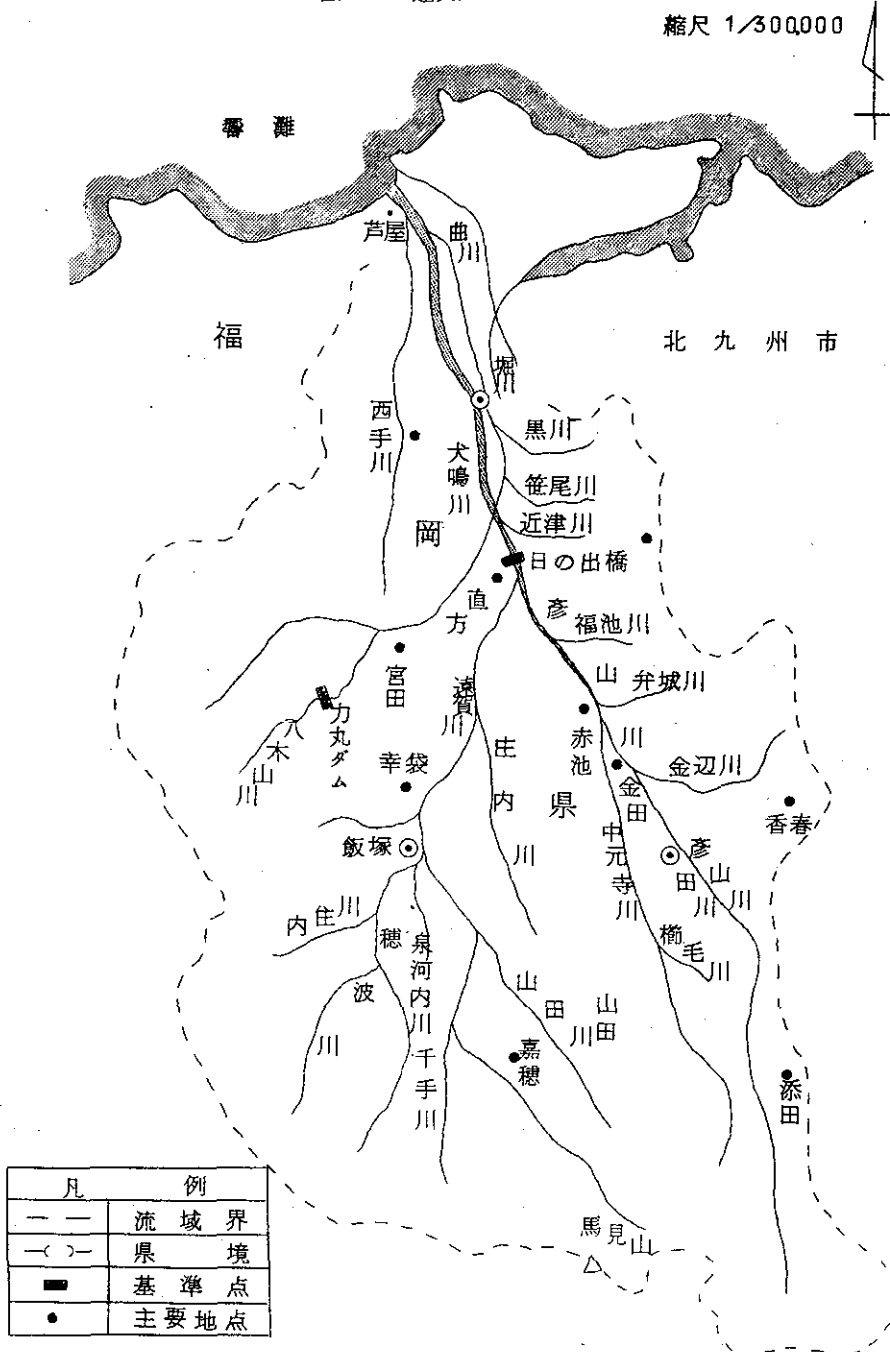 縮尺 1/300,000
響灘
芦屋
曲川
福
北九州市
堀川
西手川
犬鳴川
黒川
笹尾川
近津川
岡
日の出橋
直方
彦山川
福池川
弁城川
宮田
遠賀川
力丸ダム
八木山川
赤池
庄内川
県
金田
金辺川
香春
幸袋
飯塚
中元寺川
彦山川
田川
櫛毛川
内住川
穂波川
泉河内川
千手川
山田川
山田
嘉穂
添田
馬見山
凡例
流域界
県境
基準点
主要地点